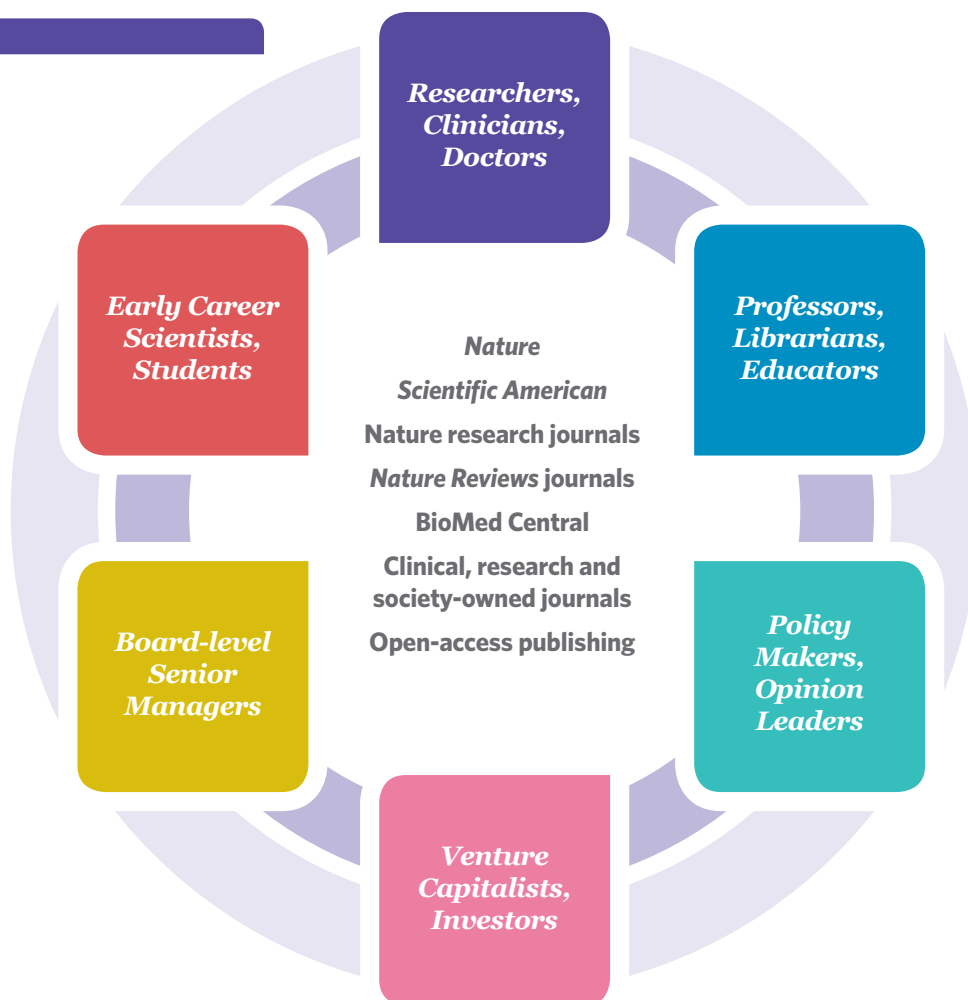 Researchers,
Clinicians,
Doctors
Early Career
Scientists,
Students
Professors,
Librarians,
Educators
Nature
Scientific American
Nature research journals
Nature Reviews journals
BioMed Central
Clinical, research and
society-owned journals
Open-access publishing
Board-level
Senior
Managers
Policy
Makers,
Opinion
Leaders
Venture
Capitalists,
Investors